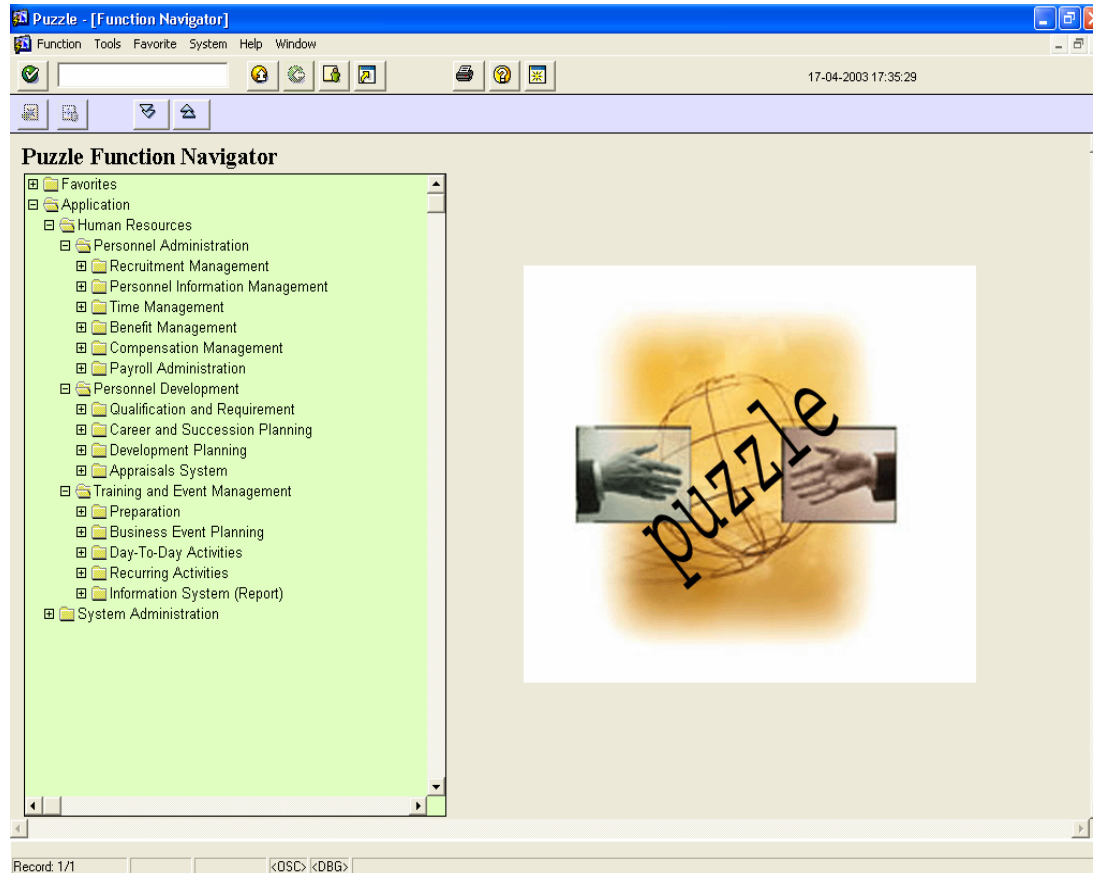 Puzzle - [Function Navigator]
Function Tools Favorite System Help Window
17-04-2003 17:35:29
Puzzle Function Navigator
Favorites
Application
Human Resources
Personnel Administration
Recruitment Management
Personnel Information Management
Time Management
Benefit Management
Compensation Management
Payroll Administration
Personnel Development
Qualification and Requirement
Career and Succession Planning
Development Planning
Appraisals System
Training and Event Management
Preparation
Business Event Planning
Day-To-Day Activities
Recurring Activities
Information System (Report)
System Administration
puzzle
Record: 1/1 <OSC> <DBG>